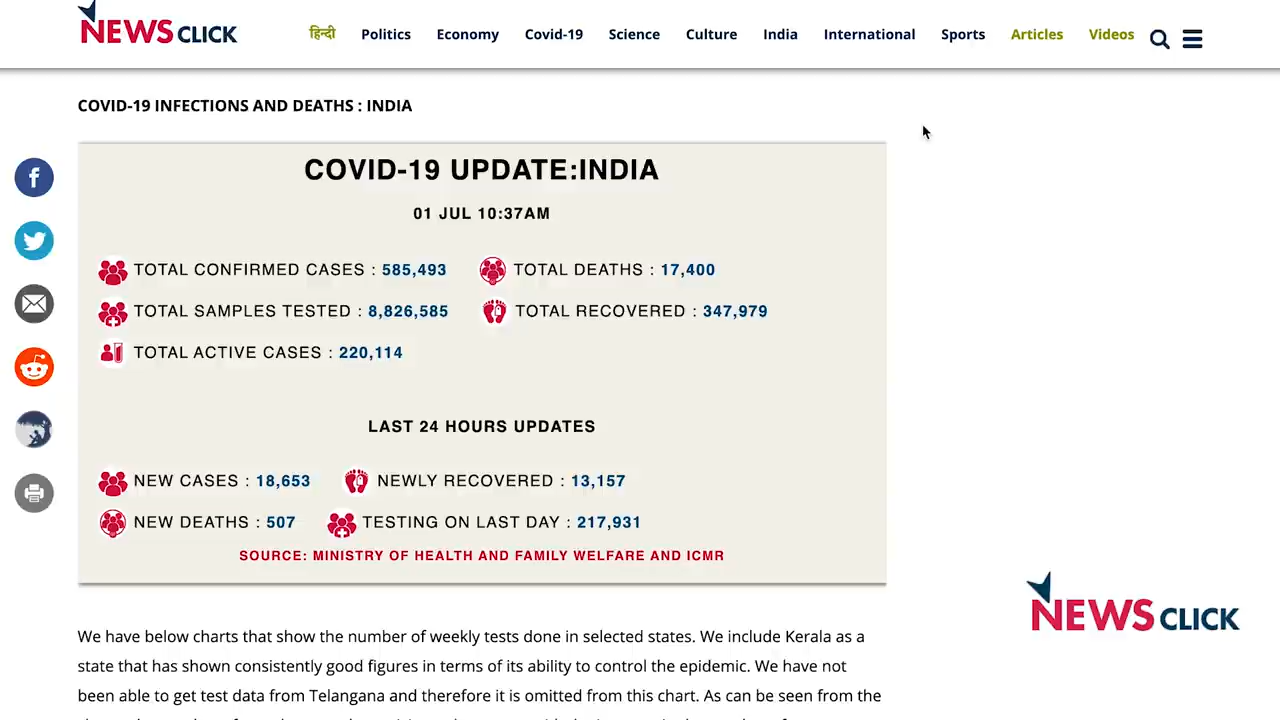 NEWSCLICK
हिन्दी Politics Economy Covid-19 Science Culture India International Sports Articles Videos
COVID-19 INFECTIONS AND DEATHS : INDIA
COVID-19 UPDATE:INDIA
01 JUL 10:37AM
TOTAL CONFIRMED CASES : 585,493 TOTAL DEATHS : 17,400
TOTAL SAMPLES TESTED : 8,826,585 TOTAL RECOVERED : 347,979
TOTAL ACTIVE CASES : 220,114
LAST 24 HOURS UPDATES
NEW CASES : 18,653 NEWLY RECOVERED : 13,157
NEW DEATHS : 507 TESTING ON LAST DAY : 217,931
SOURCE: MINISTRY OF HEALTH AND FAMILY WELFARE AND ICMR
NEWSCLICK
We have below charts that show the number of weekly tests done in selected states. We include Kerala as a
state that has shown consistently good figures in terms of its ability to control the epidemic. We have not
been able to get test data from Telangana and therefore it is omitted from this chart. As can be seen from the